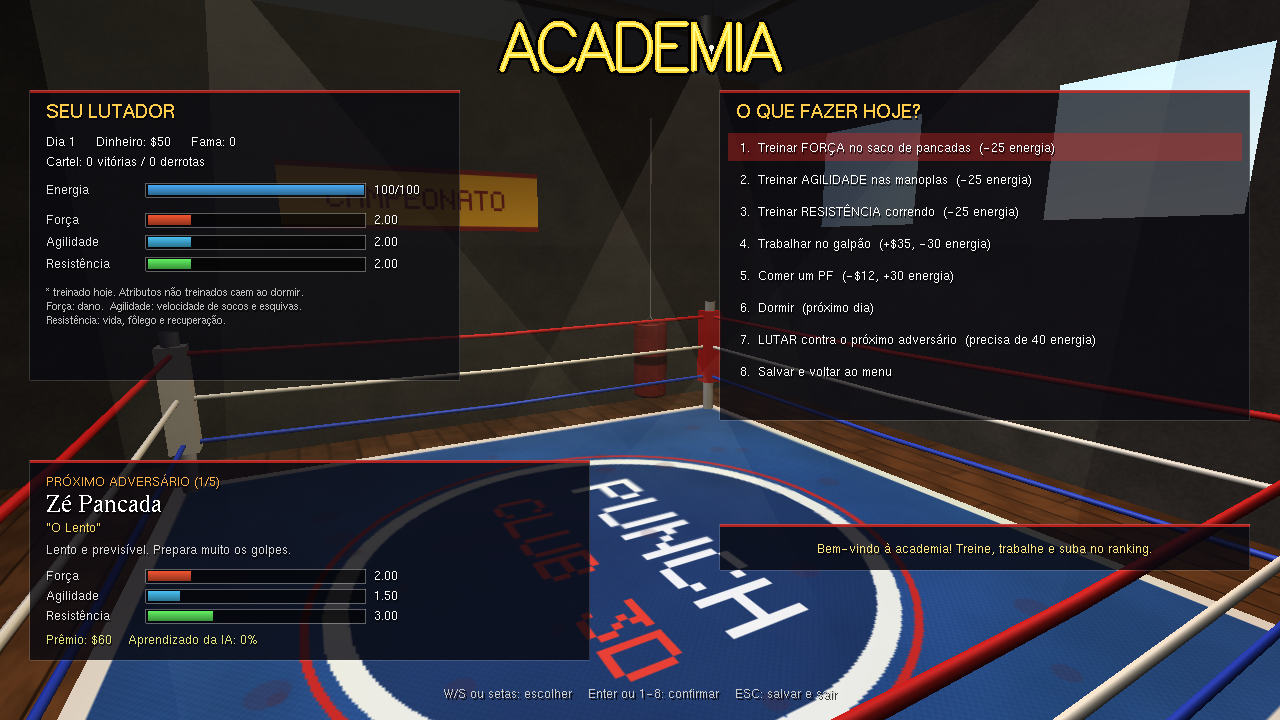 ACADEMIA
SEU LUTADOR
Dia 1 Dinheiro: $50 Fama: 0
Cartel: 0 vitórias / 0 derrotas
Energia 100/100
Força 2.00
Agilidade 2.00
Resistência 2.00
* treinado hoje. Atributos não treinados caem ao dormir.
Força: dano. Agilidade: velocidade de socos e esquivas.
Resistência: vida, fôlego e recuperação.
CAMPEONATO
O QUE FAZER HOJE?
1. Treinar FORÇA no saco de pancadas (-25 energia)
2. Treinar AGILIDADE nas manoplas (-25 energia)
3. Treinar RESISTÊNCIA correndo (-25 energia)
4. Trabalhar no galpão (+$35, -30 energia)
5. Comer um PF (-$12, +30 energia)
6. Dormir (próximo dia)
7. LUTAR contra o próximo adversário (precisa de 40 energia)
8. Salvar e voltar ao menu
PRÓXIMO ADVERSÁRIO (1/5)
Zé Pancada
"O Lento"
Lento e previsível. Prepara muito os golpes.
Força 2.00
Agilidade 1.50
Resistência 3.00
Prêmio: $60 Aprendizado da IA: 0%
PUNCH
CLUB 3D
Bem-vindo à academia! Treine, trabalhe e suba no ranking.
W/S ou setas: escolher Enter ou 1-8: confirmar ESC: salvar e sair